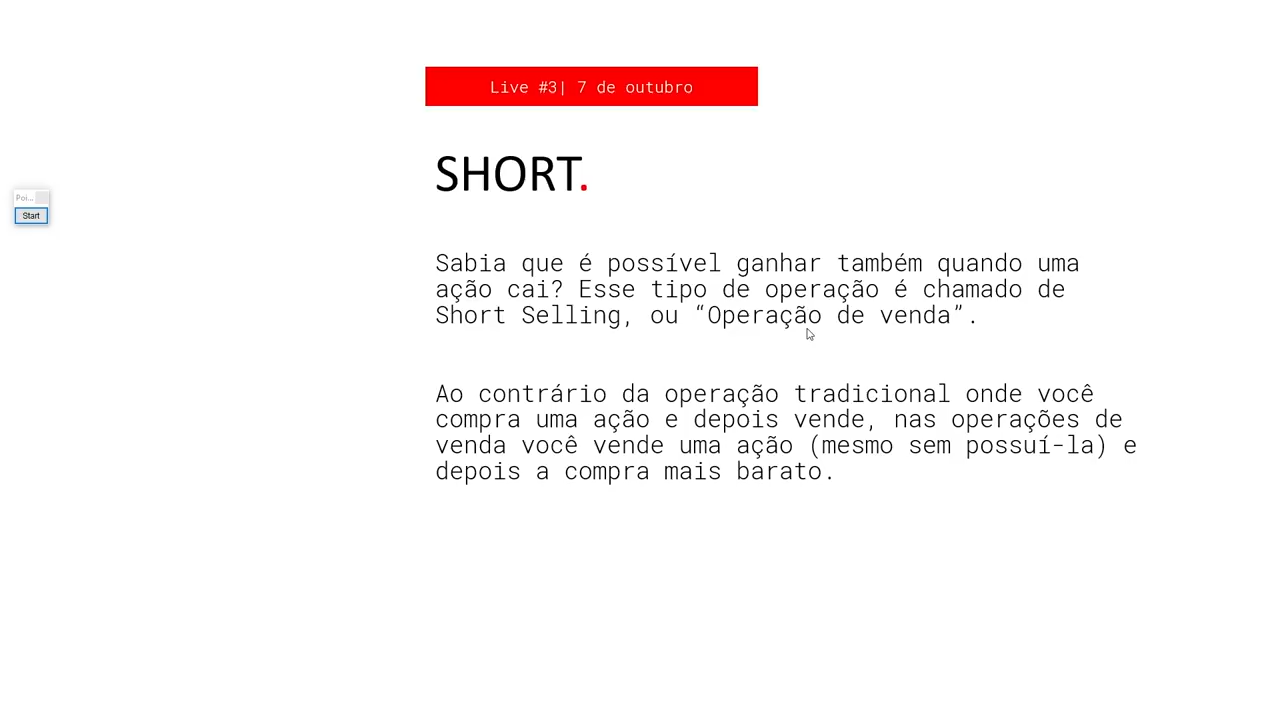 Live #3| 7 de outubro
SHORT.
Poi...
Start
Sabia que é possível ganhar também quando uma
ação cai? Esse tipo de operação é chamado de
Short Selling, ou “Operação de venda”.
Ao contrário da operação tradicional onde você
compra uma ação e depois vende, nas operações de
venda você vende uma ação (mesmo sem possuí-la) e
depois a compra mais barato.